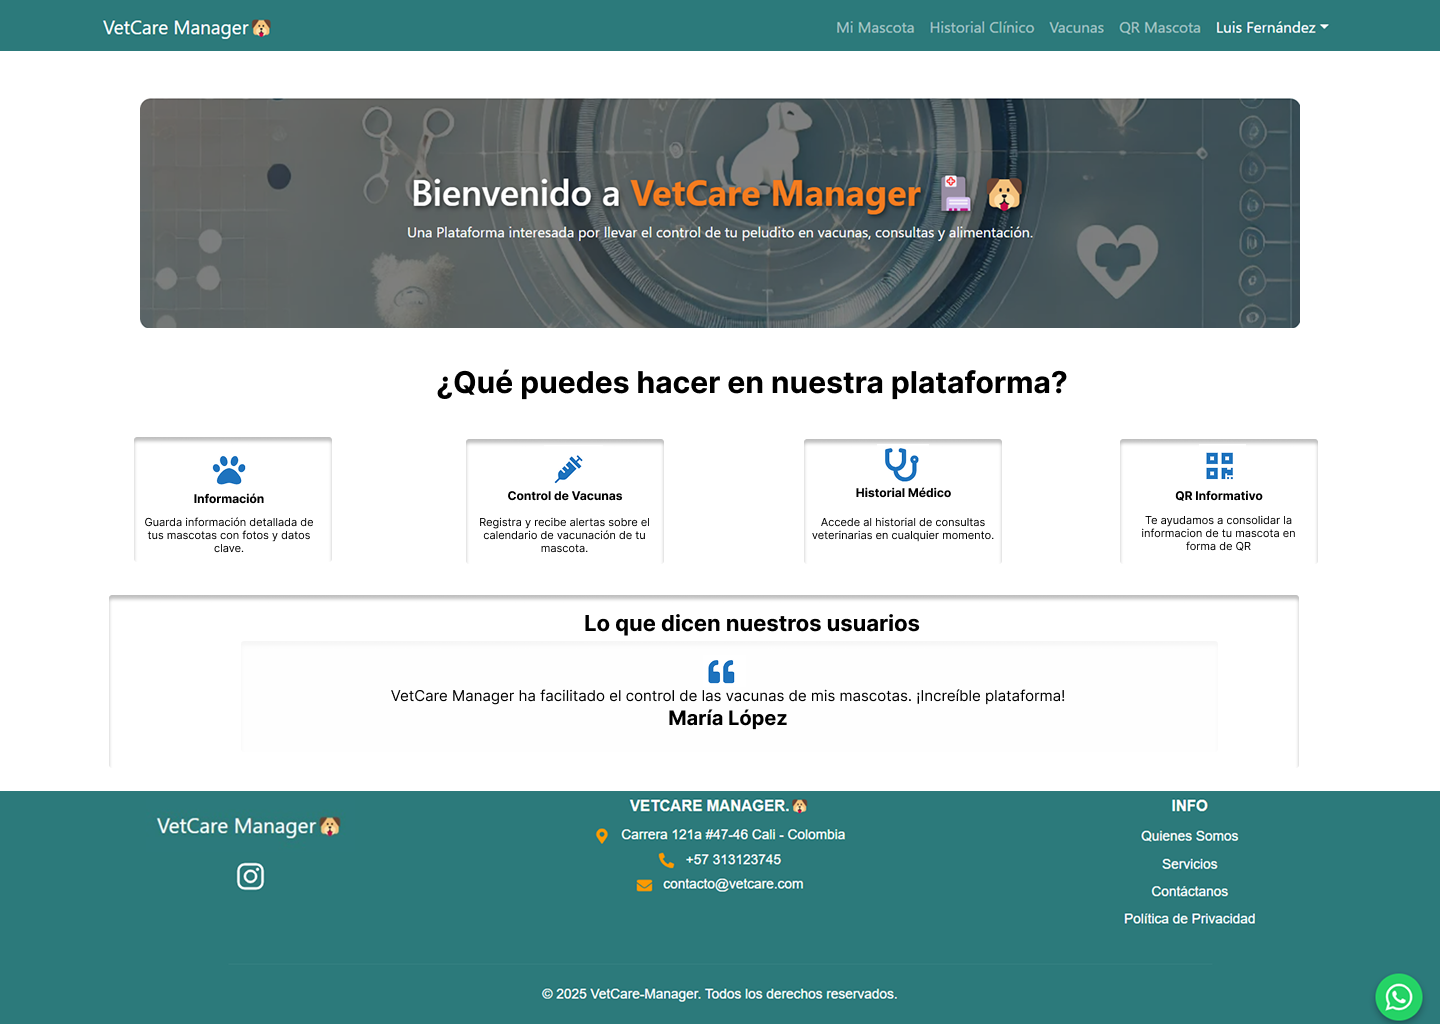 VetCare Manager
Mi Mascota Historial Clínico Vacunas QR Mascota Luis Fernández
Bienvenido a VetCare Manager
Una Plataforma interesada por llevar el control de tu peludito en vacunas, consultas y alimentación.
¿Qué puedes hacer en nuestra plataforma?
Información
Guarda información detallada de
tus mascotas con fotos y datos
clave.
Control de Vacunas
Registra y recibe alertas sobre el
calendario de vacunación de tu
mascota.
Historial Médico
Accede al historial de consultas
veterinarias en cualquier momento.
QR Informativo
Te ayudamos a consolidar la
informacion de tu mascota en
forma de QR
Lo que dicen nuestros usuarios
VetCare Manager ha facilitado el control de las vacunas de mis mascotas. ¡Increíble plataforma!
María López
VetCare Manager
VETCARE MANAGER.
Carrera 121a #47-46 Cali - Colombia
+57 313123745
contacto@vetcare.com
INFO
Quienes Somos
Servicios
Contáctanos
Política de Privacidad
© 2025 VetCare-Manager. Todos los derechos reservados.